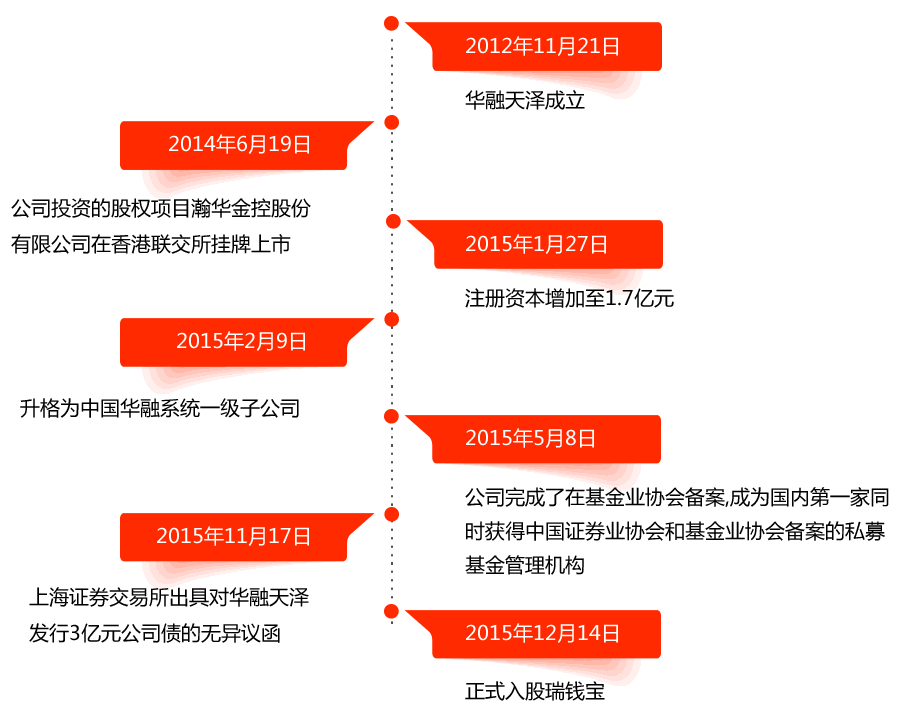 2012年11月21日
华融天泽成立
2014年6月19日
公司投资的股权项目瀚华金控股份
有限公司在香港联交所挂牌上市
2015年1月27日
注册资本增加至1.7亿元
2015年2月9日
升格为中国华融系统一级子公司
2015年5月8日
公司完成了在基金业协会备案,成为国内第一家同
时获得中国证券业协会和基金业协会备案的私募
基金管理机构
2015年11月17日
上海证券交易所出具对华融天泽
发行3亿元公司债的无异议函
2015年12月14日
正式入股瑞钱宝